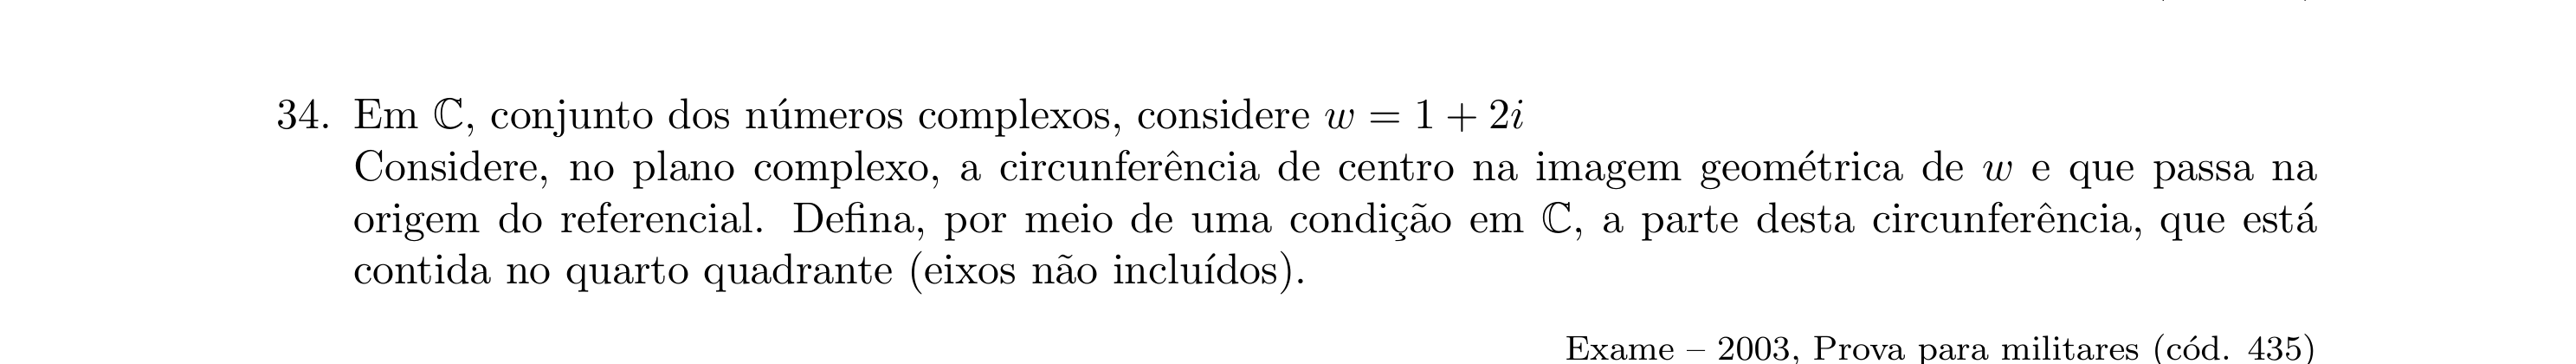 34. Em ℂ, conjunto dos números complexos, considere w = 1 + 2i
Considere, no plano complexo, a circunferência de centro na imagem geométrica de w e que passa na
origem do referencial. Defina, por meio de uma condição em ℂ, a parte desta circunferência, que está
contida no quarto quadrante (eixos não incluídos).
Exame – 2003, Prova para militares (cód. 435)